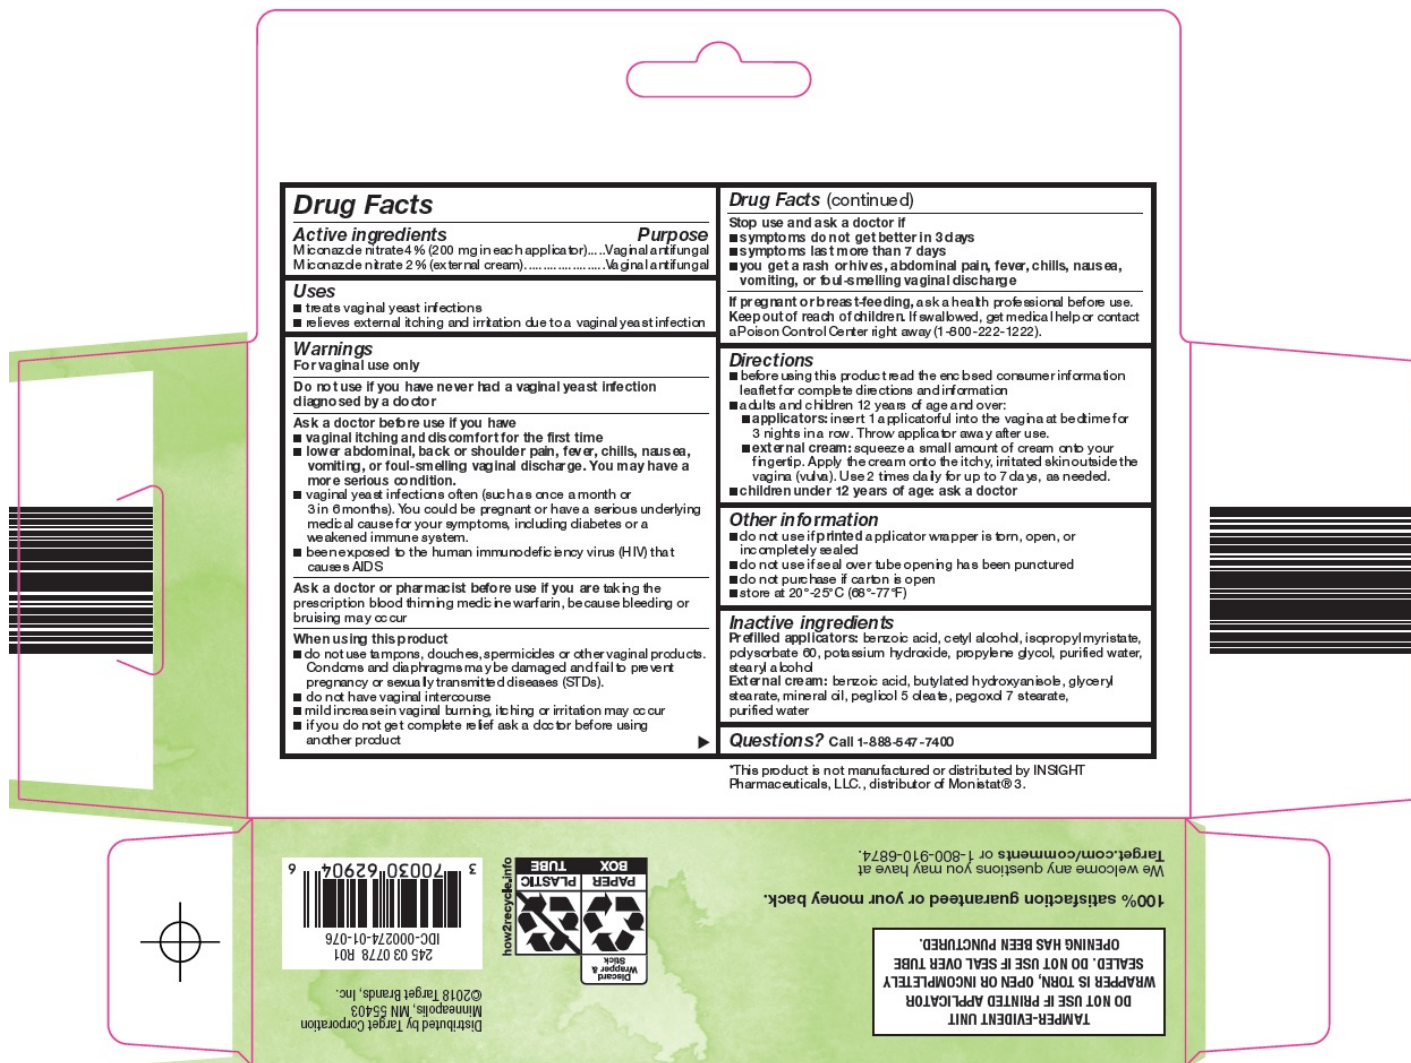 Drug Facts
Active ingredients Purpose
Miconazole nitrate 4% (200 mg in each applicator).....Vaginal antifungal
Miconazole nitrate 2% (external cream).....................Vaginal antifungal
Uses
■ treats vaginal yeast infections
■ relieves external itching and irritation due to a vaginal yeast infection
Warnings
For vaginal use only
Do not use if you have never had a vaginal yeast infection
diagnosed by a doctor
Ask a doctor before use if you have
■ vaginal itching and discomfort for the first time
■ lower abdominal, back or shoulder pain, fever, chills, nausea,
vomiting, or foul-smelling vaginal discharge. You may have a
more serious condition.
■ vaginal yeast infections often (such as once a month or
3 in 6 months). You could be pregnant or have a serious underlying
medical cause for your symptoms, including diabetes or a
weakened immune system.
■ been exposed to the human immunodeficiency virus (HIV) that
causes AIDS
Ask a doctor or pharmacist before use if you are taking the
prescription blood thinning medicine warfarin, because bleeding or
bruising may occur
When using this product
■ do not use tampons, douches, spermicides or other vaginal products.
Condoms and diaphragms may be damaged and fail to prevent
pregnancy or sexually transmitted diseases (STDs).
■ do not have vaginal intercourse
■ mild increase in vaginal burning, itching or irritation may occur
■ if you do not get complete relief ask a doctor before using
another product
Drug Facts (continued)
Stop use and ask a doctor if
■ symptoms do not get better in 3 days
■ symptoms last more than 7 days
■ you get a rash or hives, abdominal pain, fever, chills, nausea,
vomiting, or foul-smelling vaginal discharge
If pregnant or breast-feeding, ask a health professional before use.
Keep out of reach of children. If swallowed, get medical help or contact
a Poison Control Center right away (1-800-222-1222).
Directions
■ before using this product read the enclosed consumer information
leaflet for complete directions and information
■ adults and children 12 years of age and over:
■ applicators: insert 1 applicatorful into the vagina at bedtime for
3 nights in a row. Throw applicator away after use.
■ external cream: squeeze a small amount of cream onto your
fingertip. Apply the cream onto the itchy, irritated skin outside the
vagina (vulva). Use 2 times daily for up to 7 days, as needed.
■ children under 12 years of age: ask a doctor
Other information
■ do not use if printed applicator wrapper is torn, open, or
incompletely sealed
■ do not use if seal over tube opening has been punctured
■ do not purchase if carton is open
■ store at 20°-25°C (68°-77°F)
Inactive ingredients
Prefilled applicators: benzoic acid, cetyl alcohol, isopropyl myristate,
polysorbate 60, potassium hydroxide, propylene glycol, purified water,
stearyl alcohol
External cream: benzoic acid, butylated hydroxyanisole, glyceryl
stearate, mineral oil, peglicol 5 oleate, pegoxol 7 stearate,
purified water
Questions? Call 1-888-547-7400
*This product is not manufactured or distributed by INSIGHT
Pharmaceuticals, LLC., distributor of Monistat® 3.
TAMPER-EVIDENT UNIT
DO NOT USE IF PRINTED APPLICATOR
WRAPPER IS TORN, OPEN OR INCOMPLETELY
SEALED. DO NOT USE IF SEAL OVER TUBE
OPENING HAS BEEN PUNCTURED.
100% satisfaction guaranteed or your money back.
We welcome any questions you may have at
Target.com/comments or 1-800-910-6874.
Discard
Wrapper &
Stick
PAPER
BOX
PLASTIC
TUBE
how2recycle.info
Distributed by Target Corporation
Minneapolis, MN 55403
©2018 Target Brands, Inc.
245 03 0778 R01
IDC-000274-01-076
3 70030 62904 6